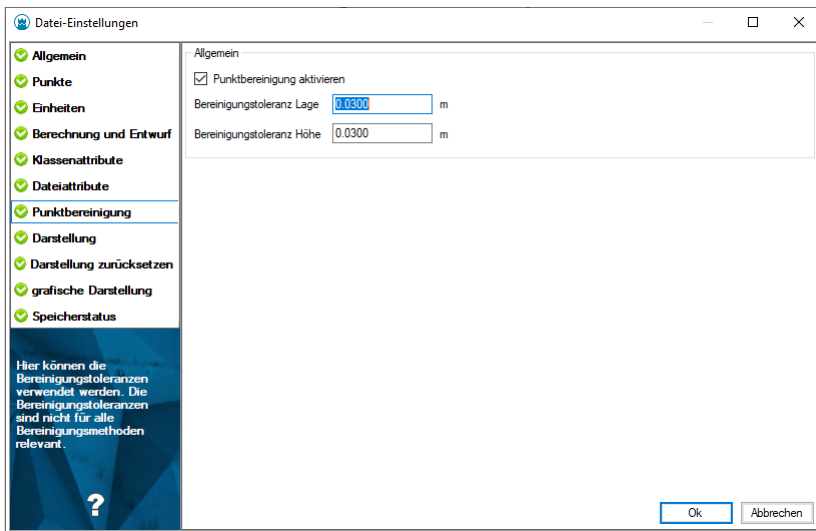 Datei-Einstellungen
Allgemein
Punkte
Einheiten
Berechnung und Entwurf
Klassenattribute
Dateiattribute
Punktbereinigung
Darstellung
Darstellung zurücksetzen
grafische Darstellung
Speicherstatus
Hier können die
Bereinigungstoleranzen
verwendet werden. Die
Bereinigungstoleranzen
sind nicht für alle
Bereinigungsmethoden
relevant.
?
Allgemein
Punktbereinigung aktivieren
Bereinigungstoleranz Lage 0.0300 m
Bereinigungstoleranz Höhe 0.0300 m
Ok Abbrechen